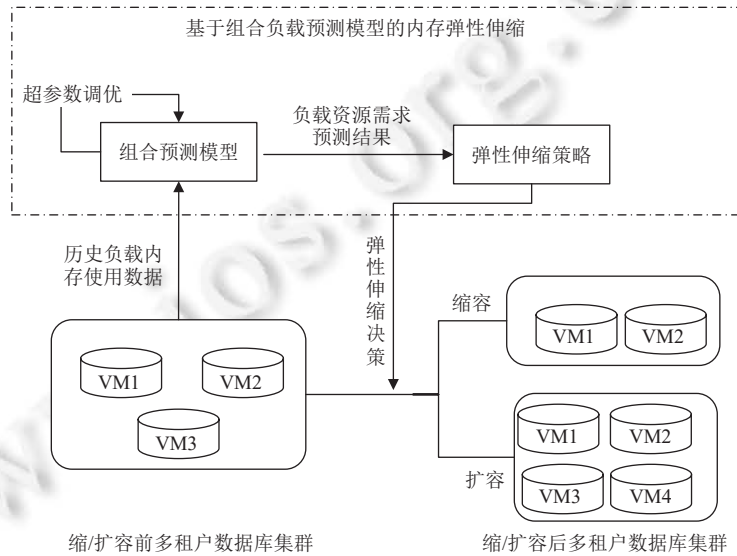 基于组合负载预测模型的内存弹性伸缩
超参数调优
组合预测模型
负载资源需求
预测结果
弹性伸缩策略
历史负载内
存使用数据
弹性伸缩决策
缩容
VM1
VM2
VM1
VM2
VM3
扩容
VM1
VM2
VM3
VM4
缩/扩容前多租户数据库集群
缩/扩容后多租户数据库集群